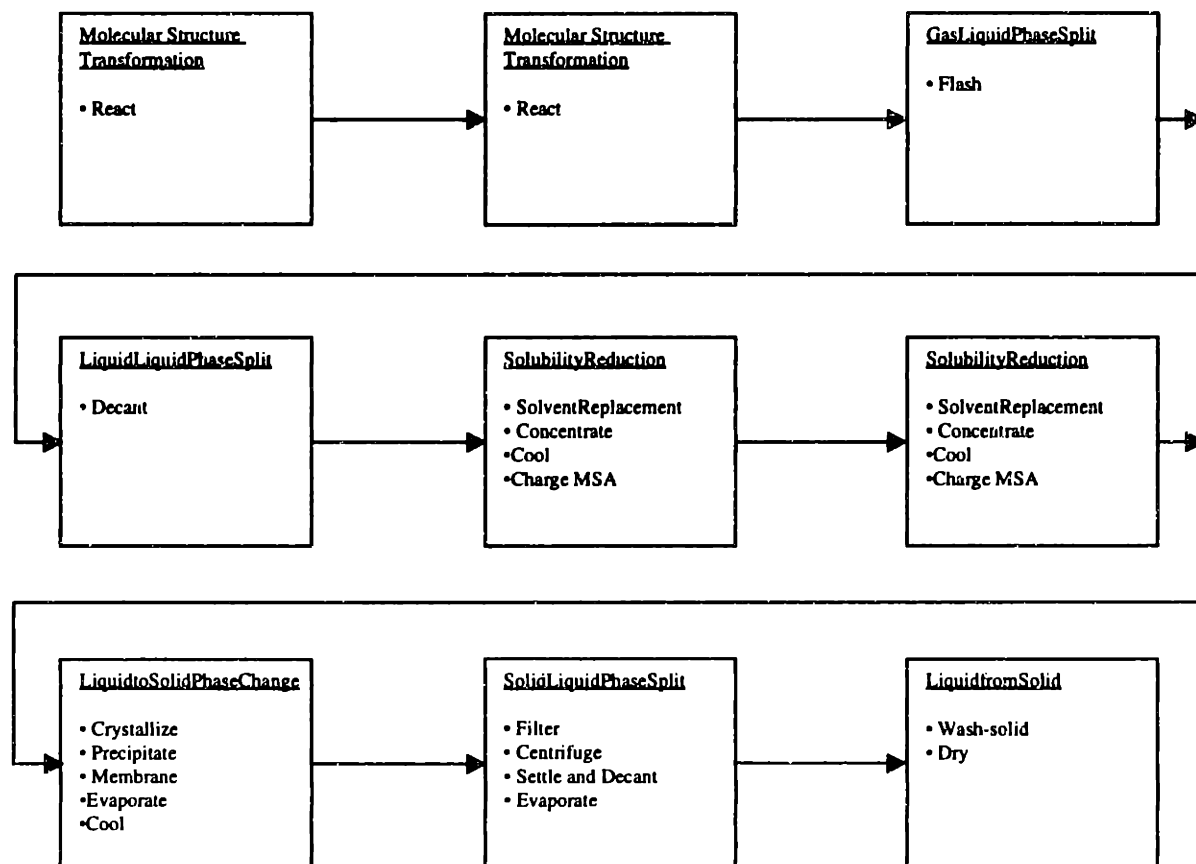 Molecular Structure
Transformation
• React
Molecular Structure
Transformation
• React
GasLiquidPhaseSplit
• Flash
LiquidLiquidPhaseSplit
• Decant
SolubilityReduction
• SolventReplacement
• Concentrate
•Cool
•Charge MSA
SolubilityReduction
• SolventReplacement
• Concentrate
•Cool
•Charge MSA
LiquidtoSolidPhaseChange
• Crystallize
• Precipitate
• Membrane
•Evaporate
•Cool
SolidLiquidPhaseSplit
• Filter
• Centrifuge
• Settle and Decant
• Evaporate
LiquidfromSolid
• Wash-solid
• Dry